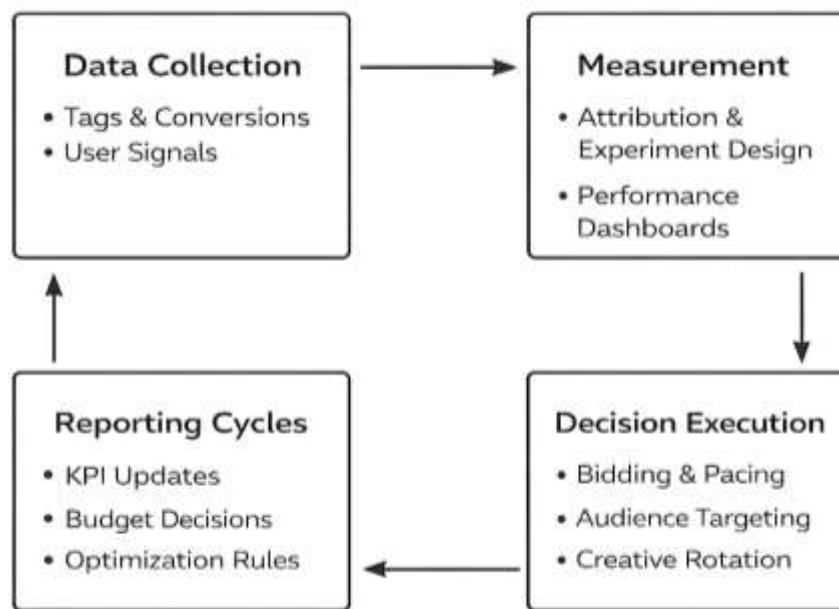 Data Collection
• Tags & Conversions
• User Signals
Measurement
• Attribution &
Experiment Design
• Performance
Dashboards
Reporting Cycles
• KPI Updates
• Budget Decisions
• Optimization Rules
Decision Execution
• Bidding & Pacing
• Audience Targeting
• Creative Rotation